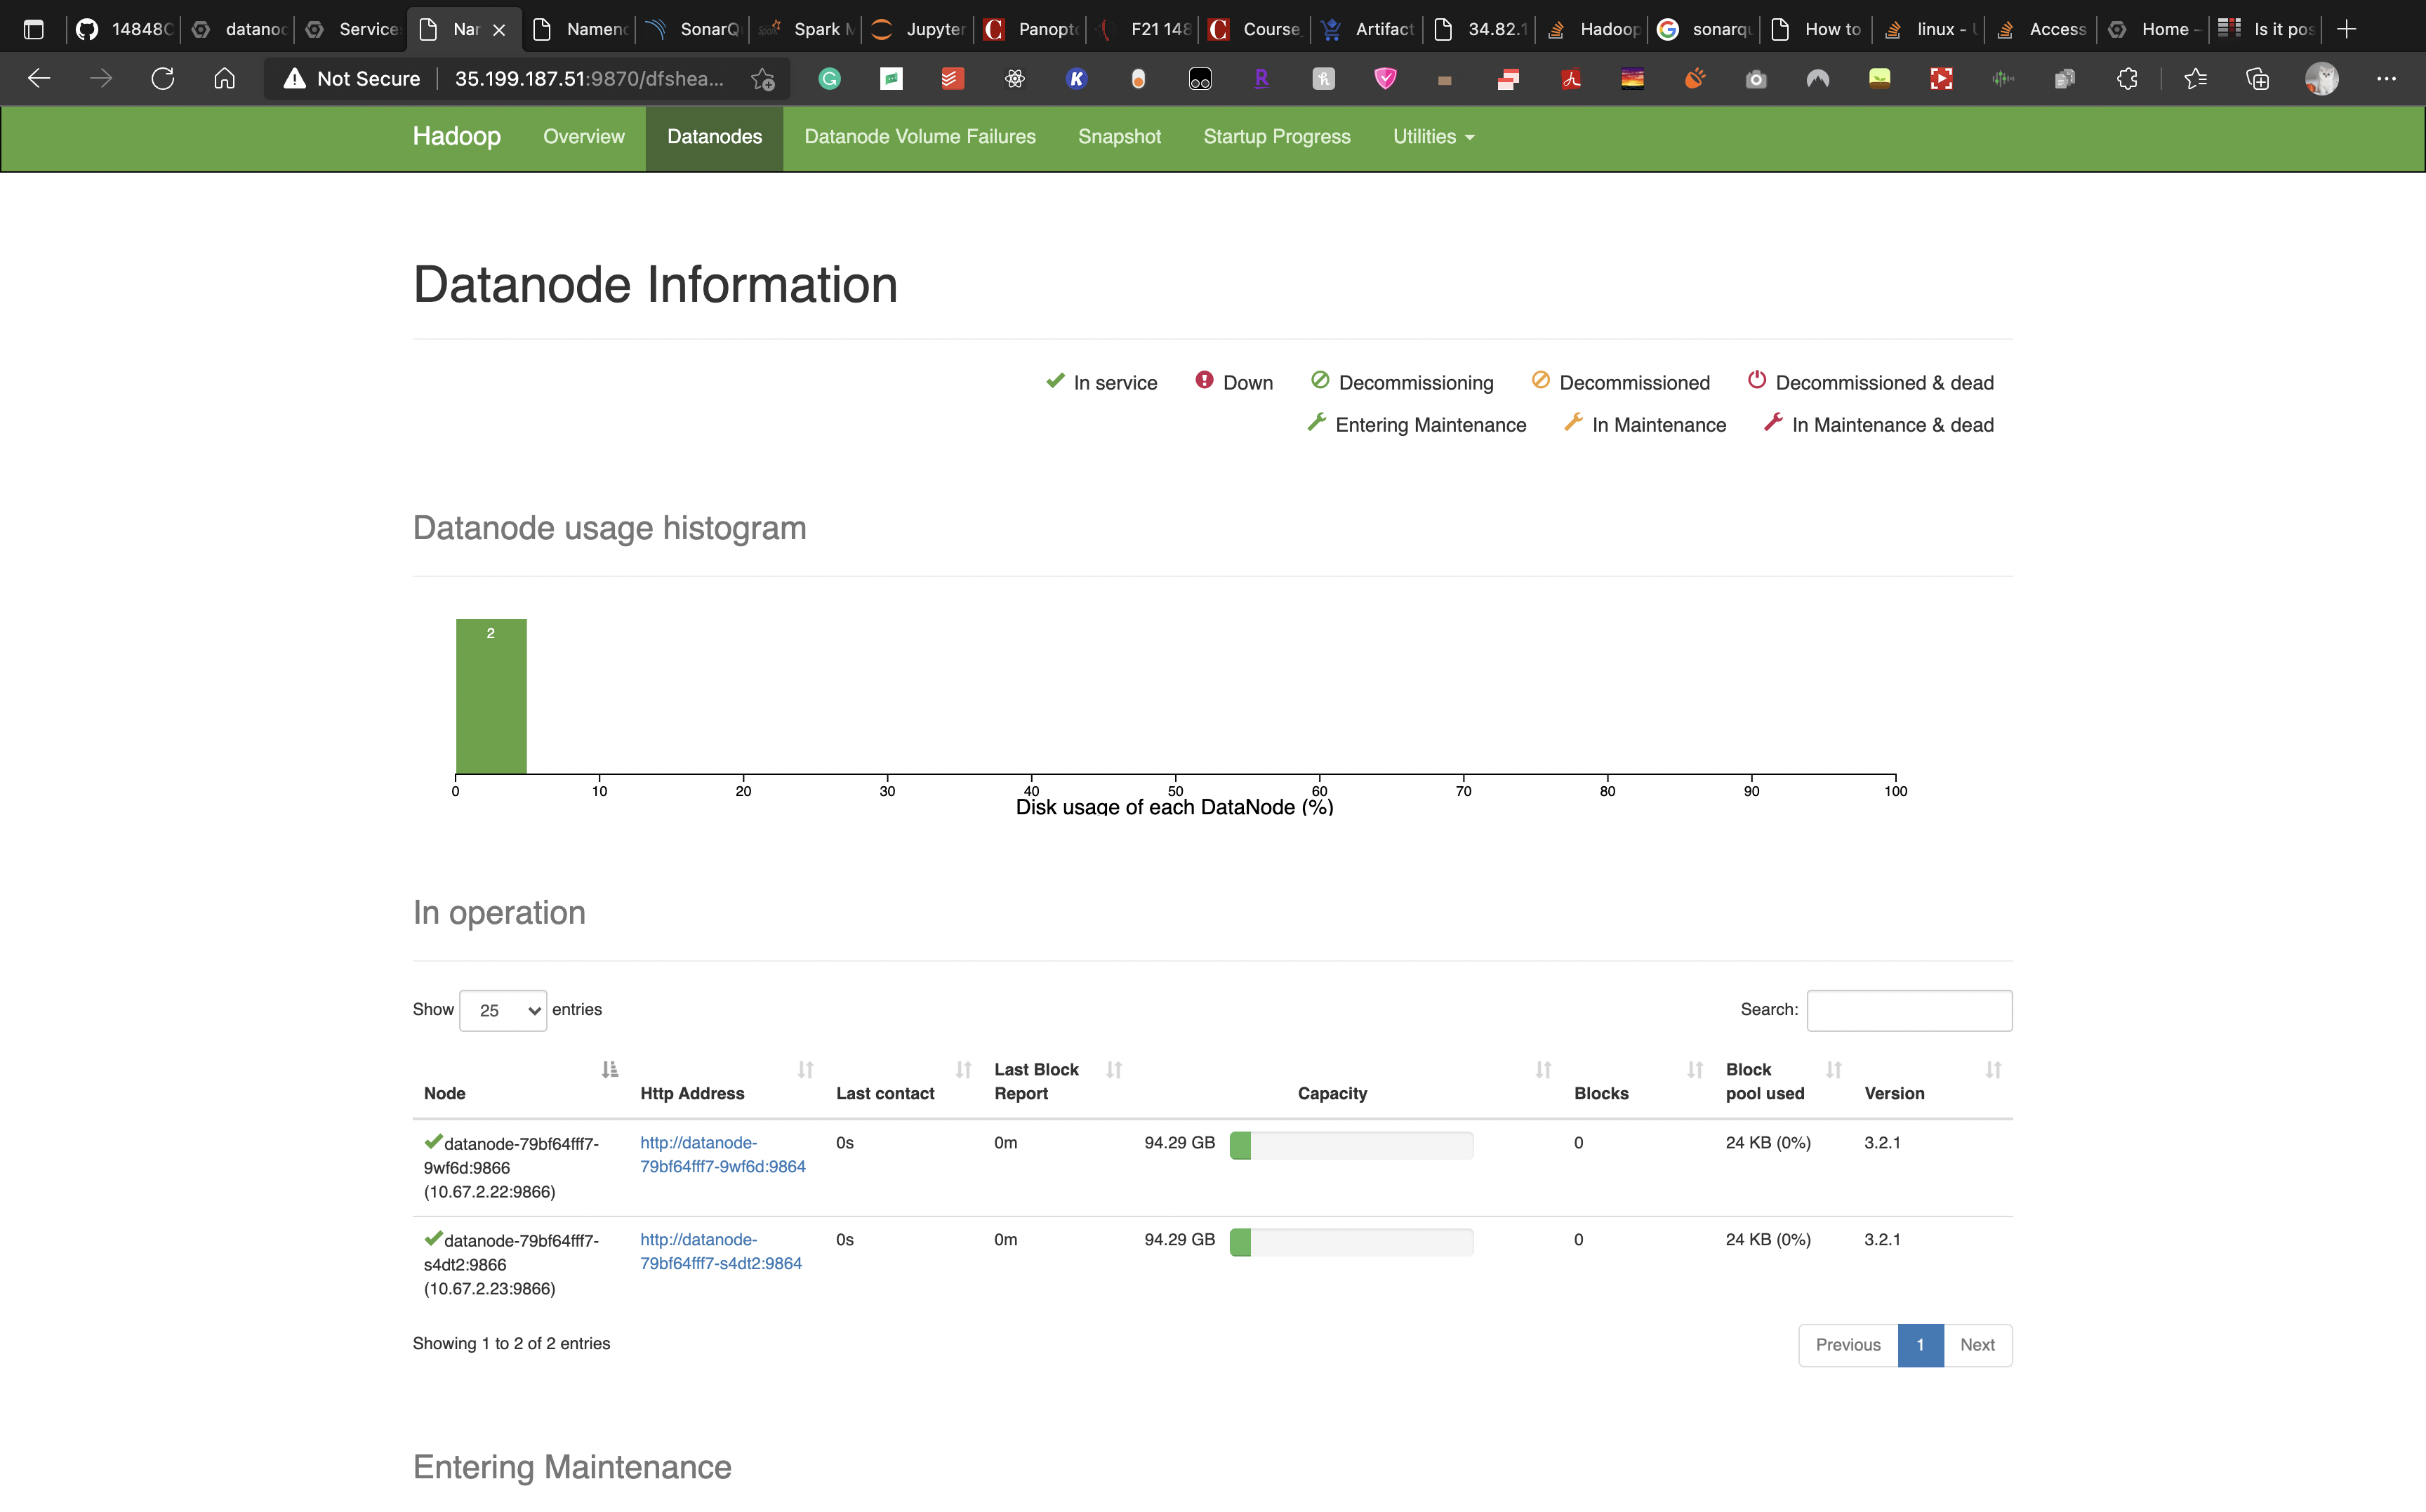 14848C datanod Service Nar Nameno SonarQ Spark M Jupyter Panopto F21 148 Course_ Artifact 34.82.1 Hadoop sonarqu How to linux - Access Home - Is it pos
Not Secure 35.199.187.51:9870/dfshea...
Hadoop Overview Datanodes Datanode Volume Failures Snapshot Startup Progress Utilities
Datanode Information
In service Down Decommissioning Decommissioned Decommissioned & dead
Entering Maintenance In Maintenance In Maintenance & dead
Datanode usage histogram
2
0 10 20 30 40 50 60 70 80 90 100
Disk usage of each DataNode (%)
In operation
Show 25 entries Search:
Node Http Address Last contact Last Block Report Capacity Blocks Block pool used Version
datanode-79bf64fff7- http://datanode- 0s 0m 94.29 GB 0 24 KB (0%) 3.2.1
9wf6d:9866 79bf64fff7-9wf6d:9864
(10.67.2.22:9866)
datanode-79bf64fff7- http://datanode- 0s 0m 94.29 GB 0 24 KB (0%) 3.2.1
s4dt2:9866 79bf64fff7-s4dt2:9864
(10.67.2.23:9866)
Showing 1 to 2 of 2 entries Previous 1 Next
Entering Maintenance